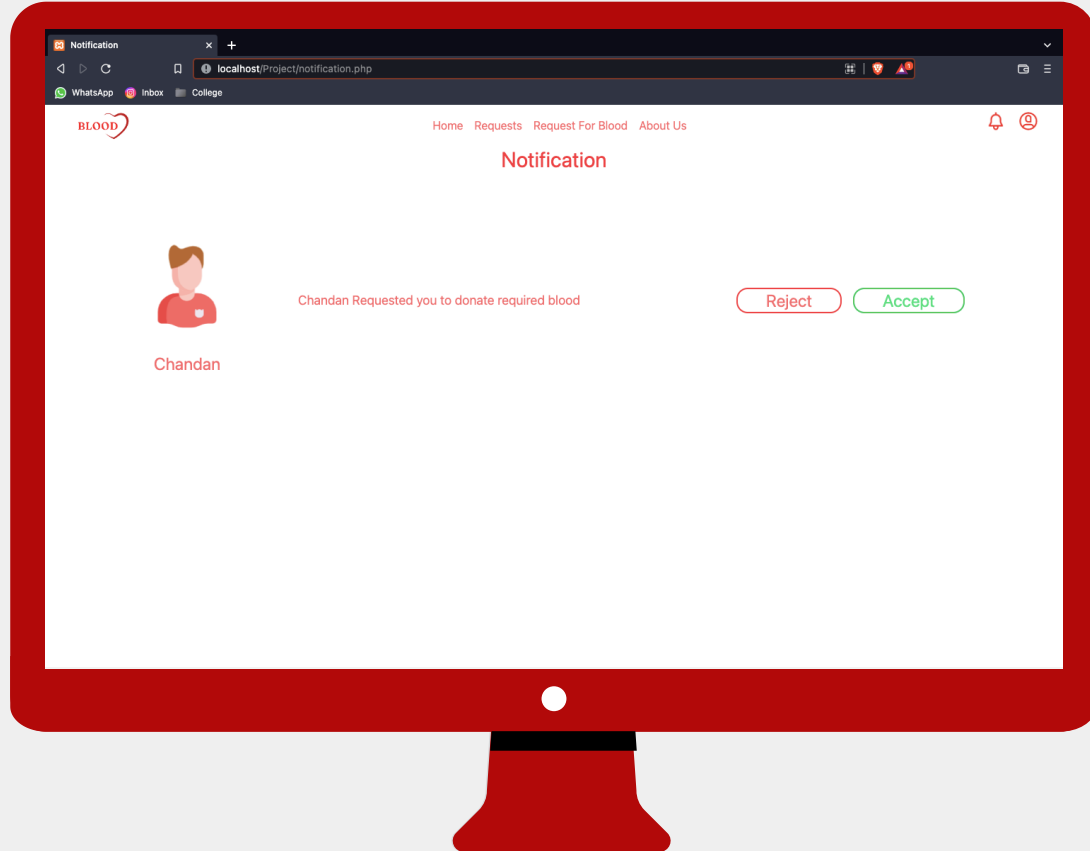 Notification
localhost/Project/notification.php
1
WhatsApp Inbox College
BLOOD
Home Requests Request For Blood About Us
Notification
Chandan Requested you to donate required blood
Reject Accept
Chandan